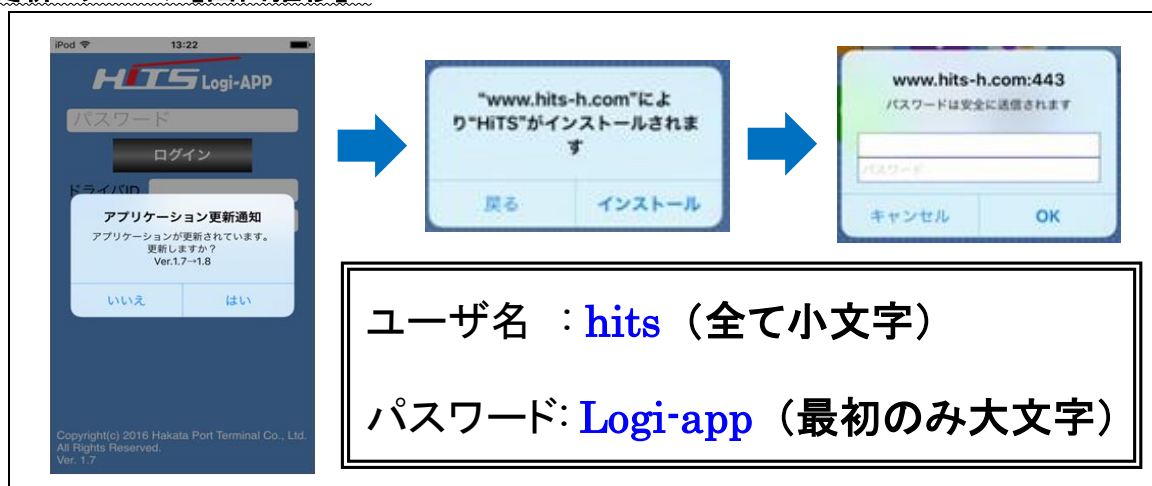 iPod 13:22
HiTS Logi-APP
パスワード
ログイン
ドライバID
アプリケーション更新通知
アプリケーションが更新されています。
更新しますか？
Ver.1.7→1.8
いいえ はい
Copyright(c) 2016 Hakata Port Terminal Co., Ltd.
All Rights Reserved.
Ver. 1.7
"www.hits-h.com"によ
り"HiTS"がインストールされま
す
戻る インストール
www.hits-h.com:443
パスワードは安全に送信されます
パスワード
キャンセル OK
ユーザ名 ：hits（全て小文字）
パスワード：Logi-app（最初のみ大文字）